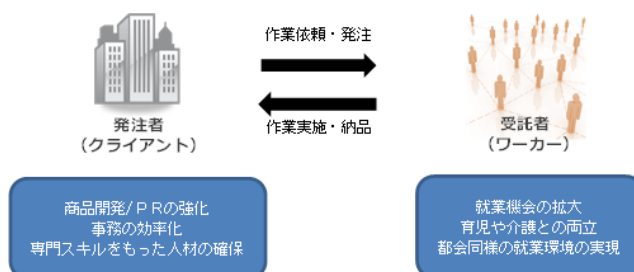 作業依頼・発注
作業実施・納品
発注者
（クライアント）
受託者
（ワーカー）
商品開発/ＰＲの強化
事務の効率化
専門スキルをもった人材の確保
就業機会の拡大
育児や介護との両立
都会同様の就業環境の実現